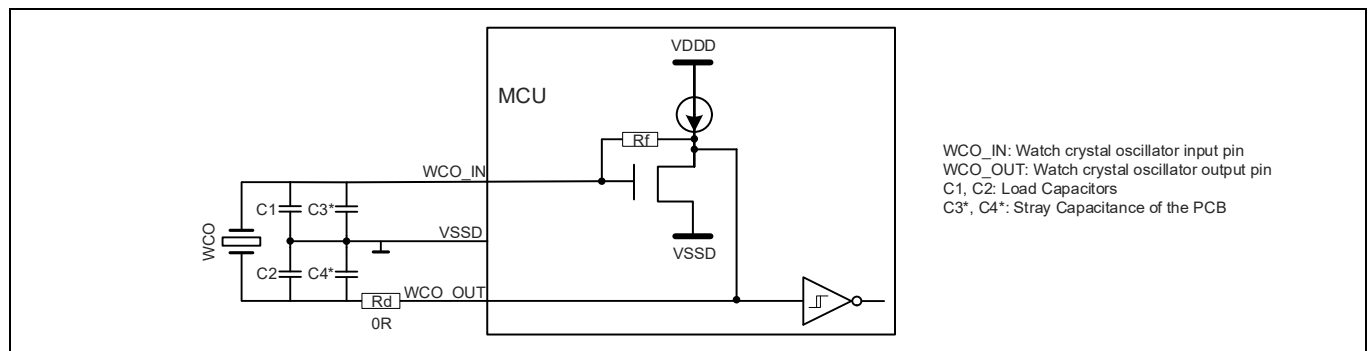 VDDD
MCU
Rf
WCO_IN
C1 C3*
WCO
VSSD
VSSD
C2 C4*
WCO_OUT
Rd
0R
WCO_IN: Watch crystal oscillator input pin
WCO_OUT: Watch crystal oscillator output pin
C1, C2: Load Capacitors
C3*, C4*: Stray Capacitance of the PCB